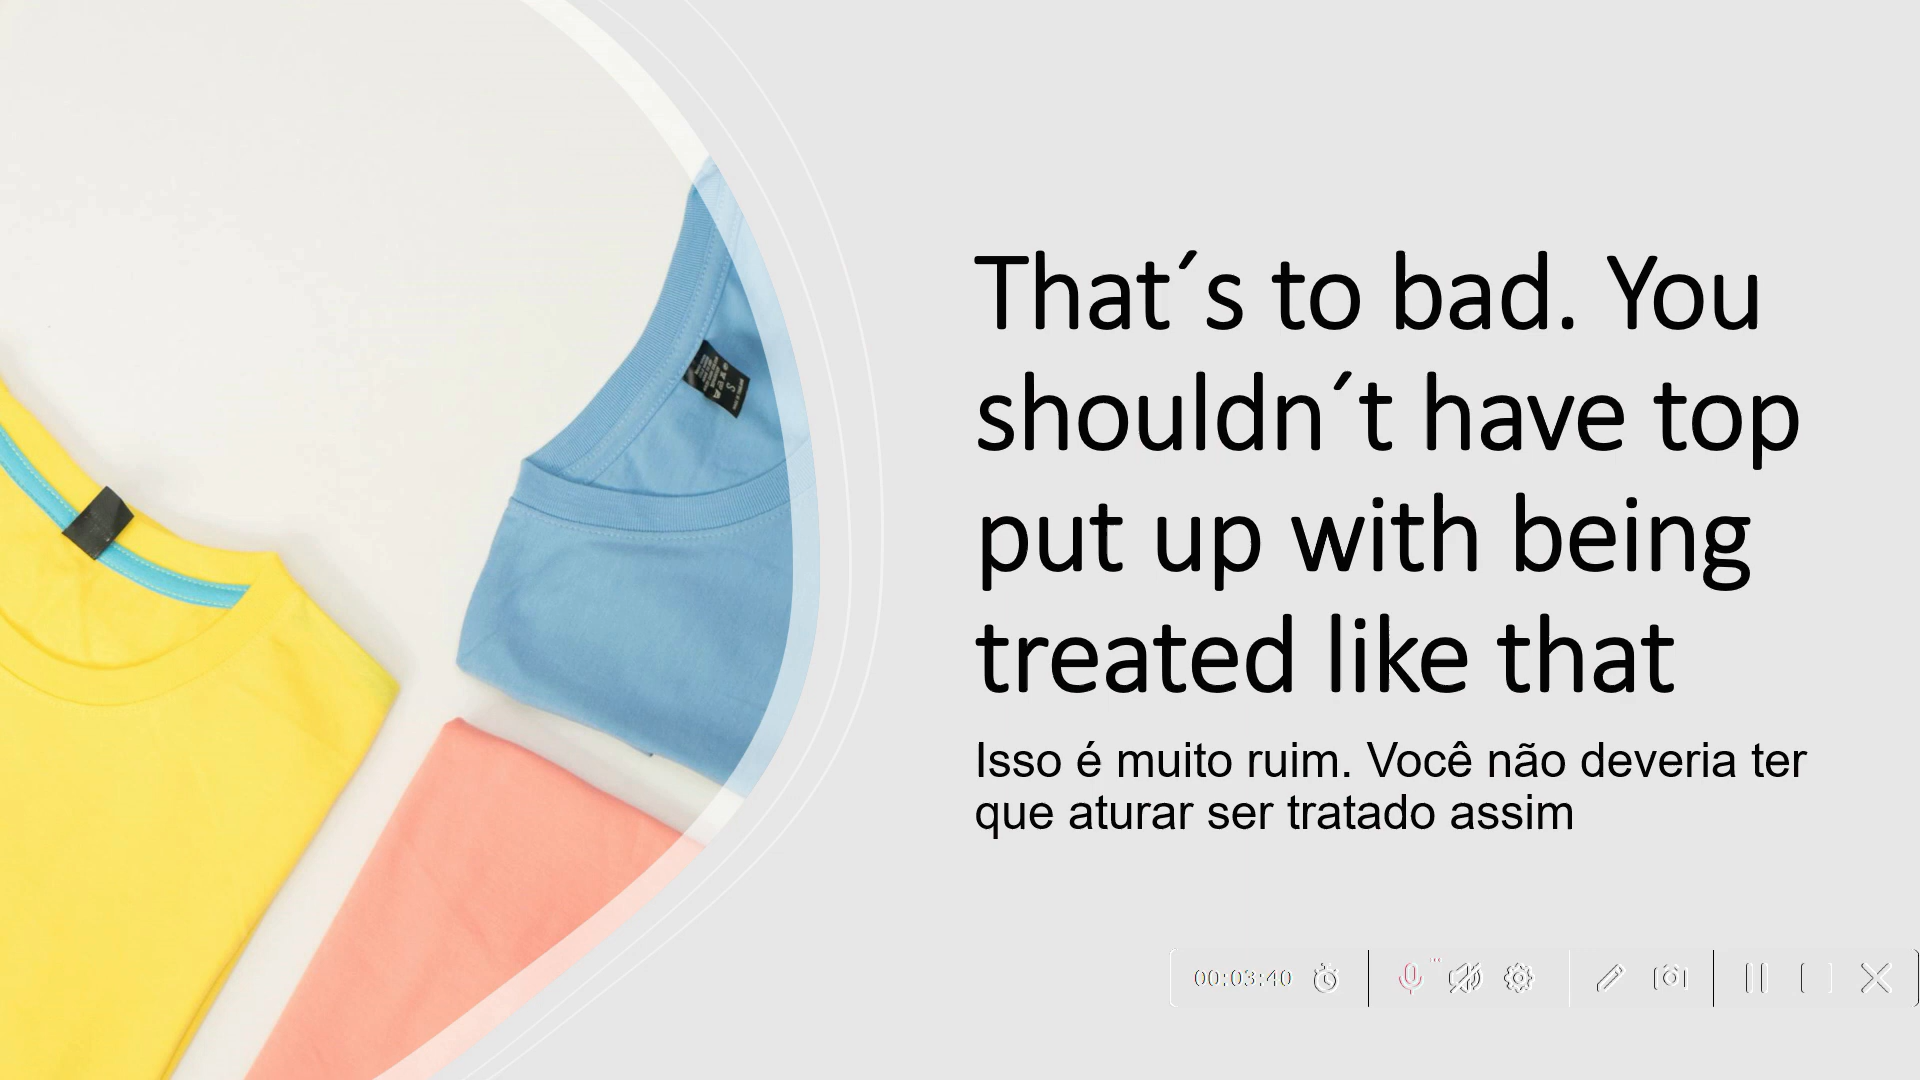 That´s to bad. You
shouldn´t have top
put up with being
treated like that
Isso é muito ruim. Você não deveria ter
que aturar ser tratado assim
00:03:40